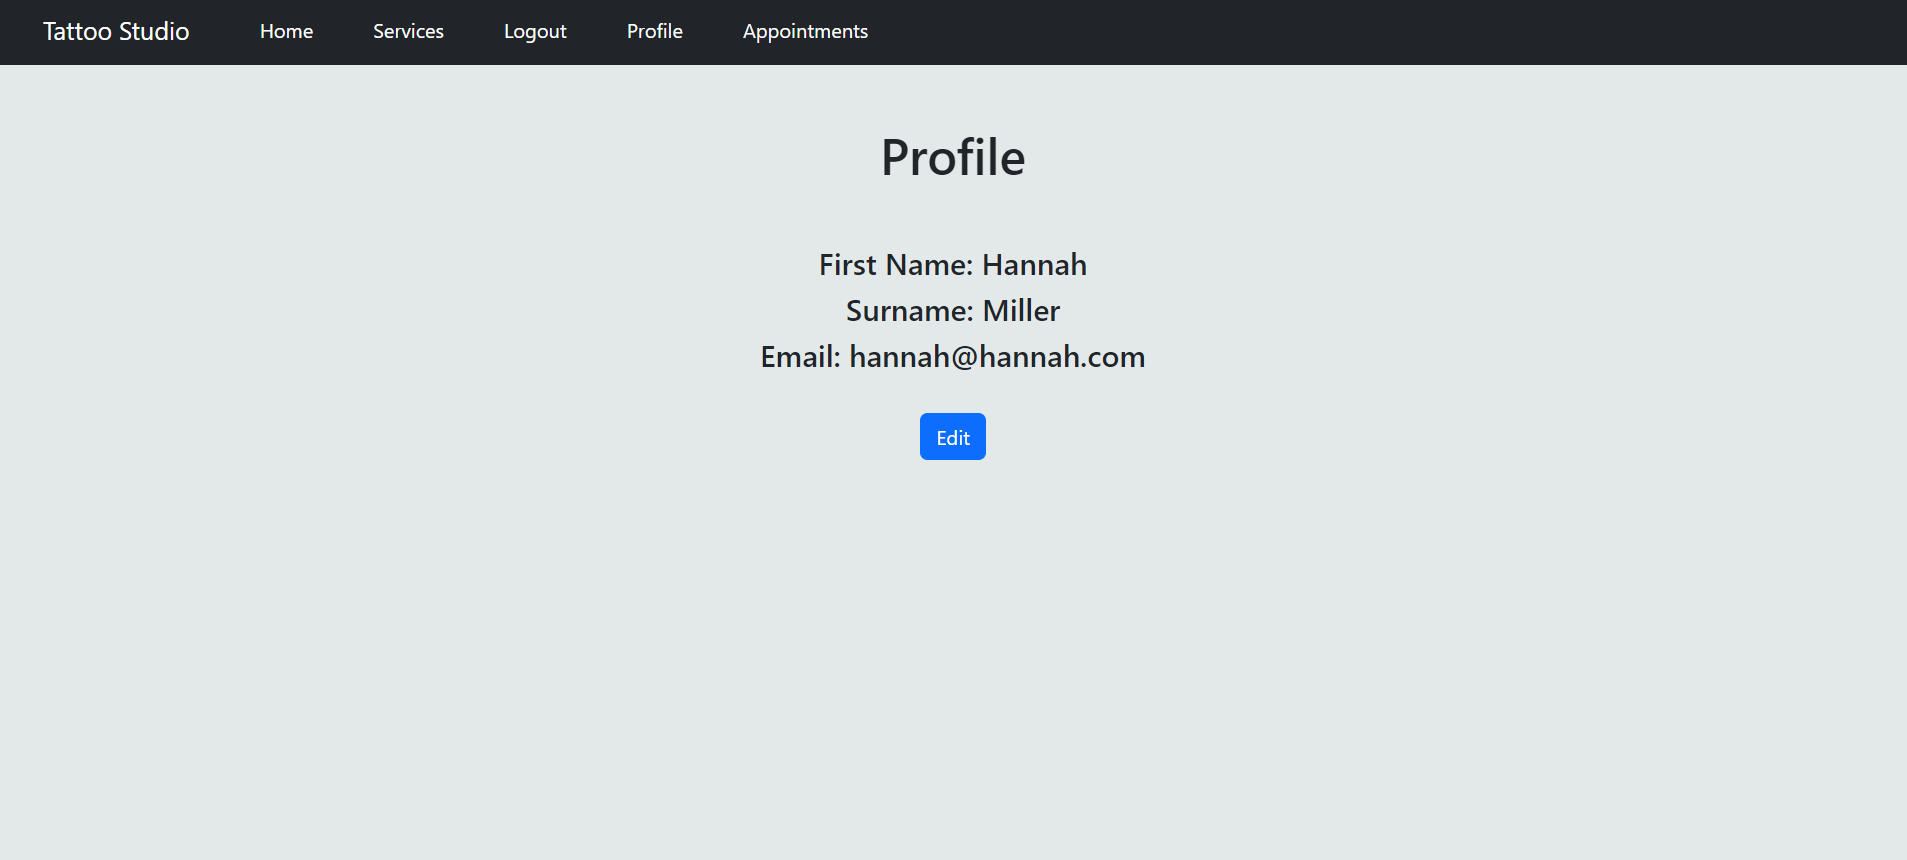 Tattoo Studio Home Services Logout Profile Appointments
Profile
First Name: Hannah
Surname: Miller
Email: hannah@hannah.com
Edit